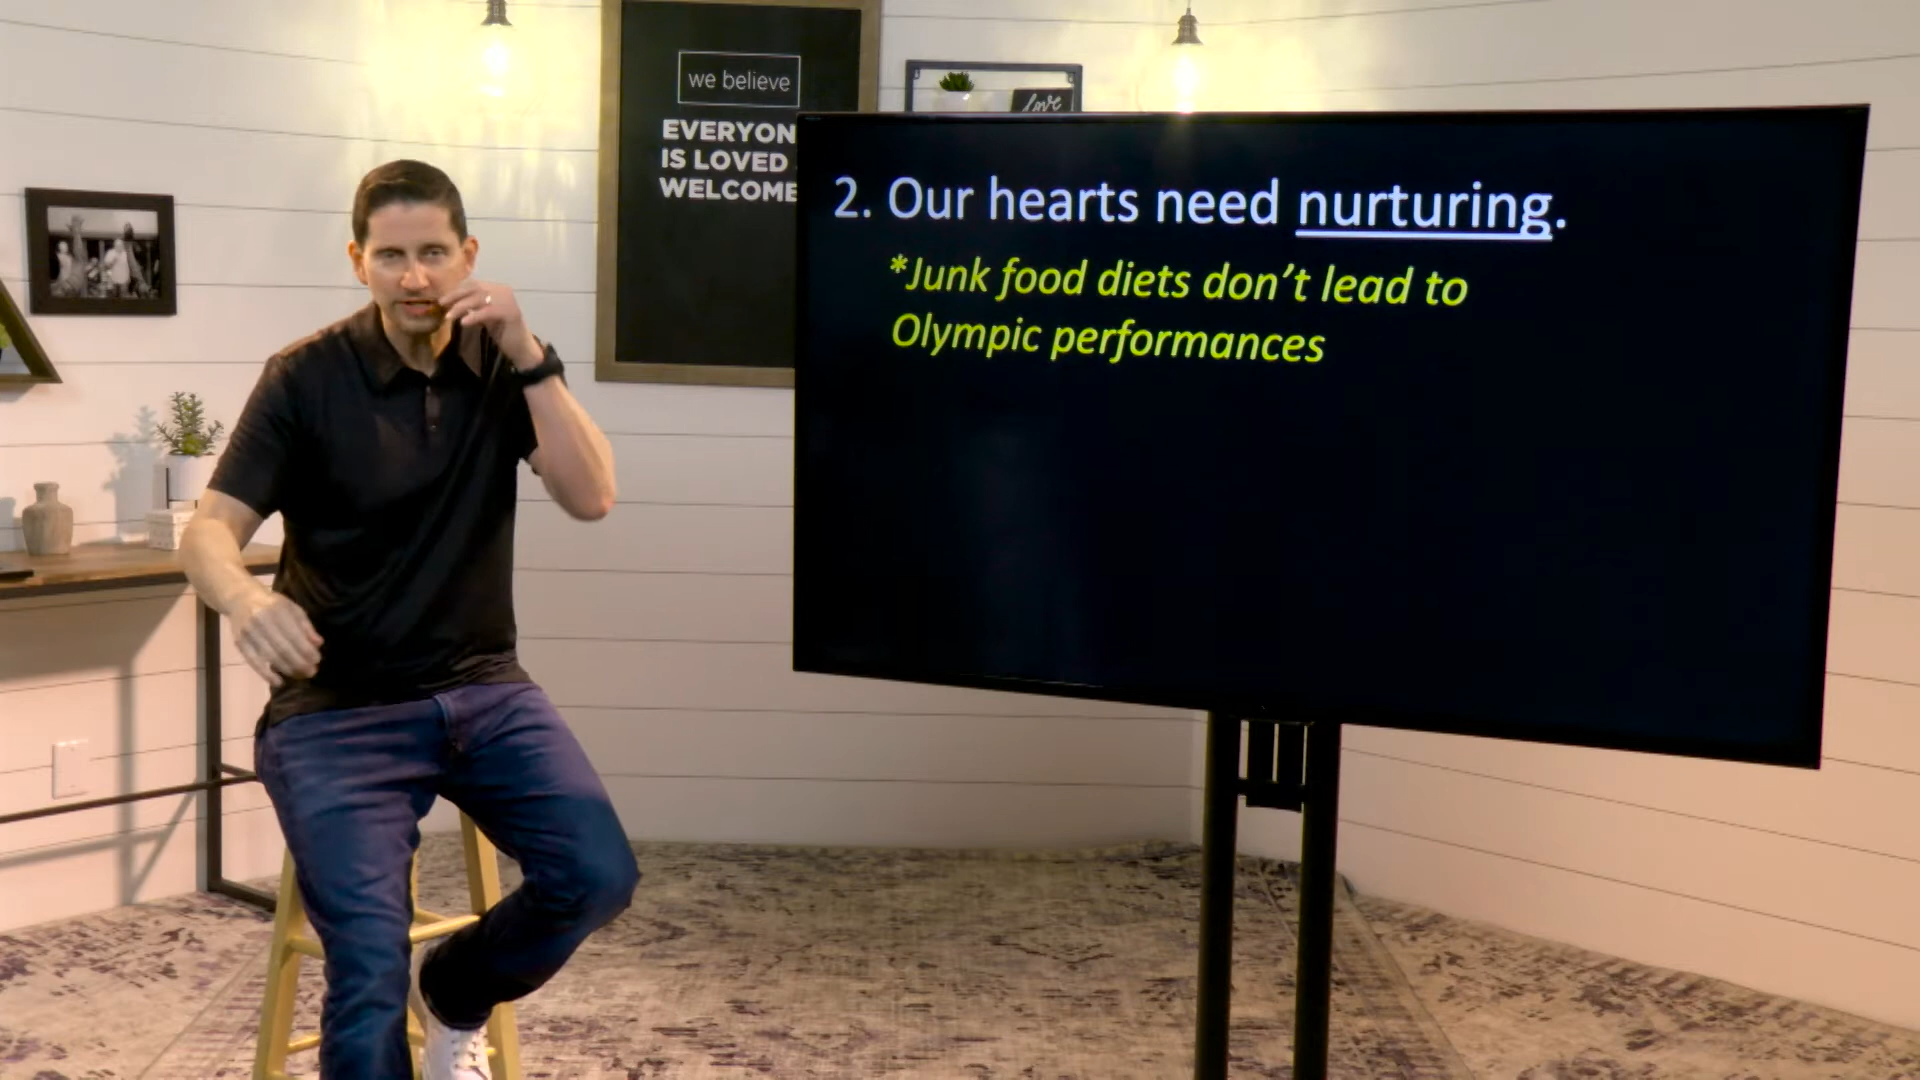 we believe
EVERYON
IS LOVED
WELCOME
love
2. Our hearts need nurturing.
*Junk food diets don't lead to
Olympic performances